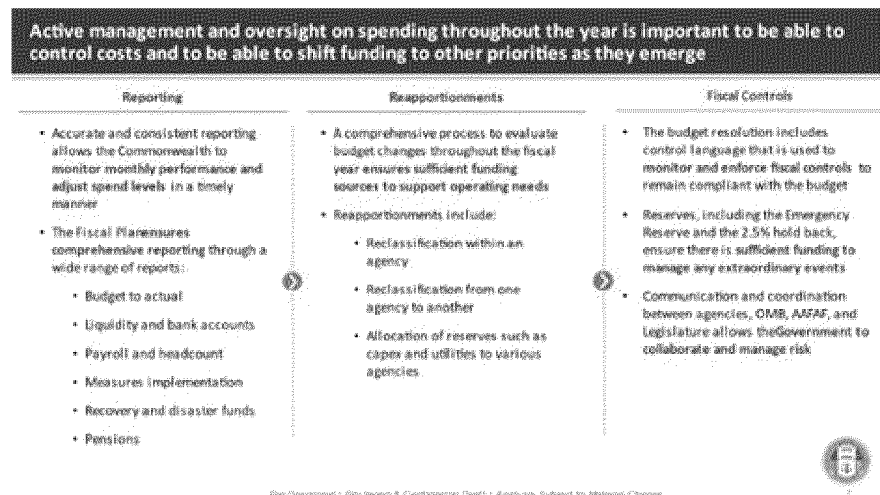 Active management and oversight on spending throughout the year is important to be able to
control costs and to be able to shift funding to other priorities as they emerge
Reporting
• Accurate and consistent reporting
allows the Commonwealth to
monitor monthly performance and
adjust spend levels in a timely
manner
• The Fiscal Planensures
comprehensive reporting through a
wide range of reports:
• Budget to actual
• Liquidity and bank accounts
• Payroll and headcount
• Measures implementation
• Recovery and disaster funds
• Pensions
Reapportionments
• A comprehensive process to evaluate
budget changes throughout the fiscal
year ensures sufficient funding
sources to support operating needs
• Reapportionments include:
• Reclassification within an
agency
• Reclassification from one
agency to another
• Allocation of reserves such as
capex and utilities to various
agencies
Fiscal Controls
• The budget resolution includes
control language that is used to
monitor and enforce fiscal controls to
remain compliant with the budget
• Reserves, including the Emergency
Reserve and the 2.5% hold back,
ensure there is sufficient funding to
manage any extraordinary events
• Communication and coordination
between agencies, OMB, AAFAF, and
Legislature allows theGovernment to
collaborate and manage risk